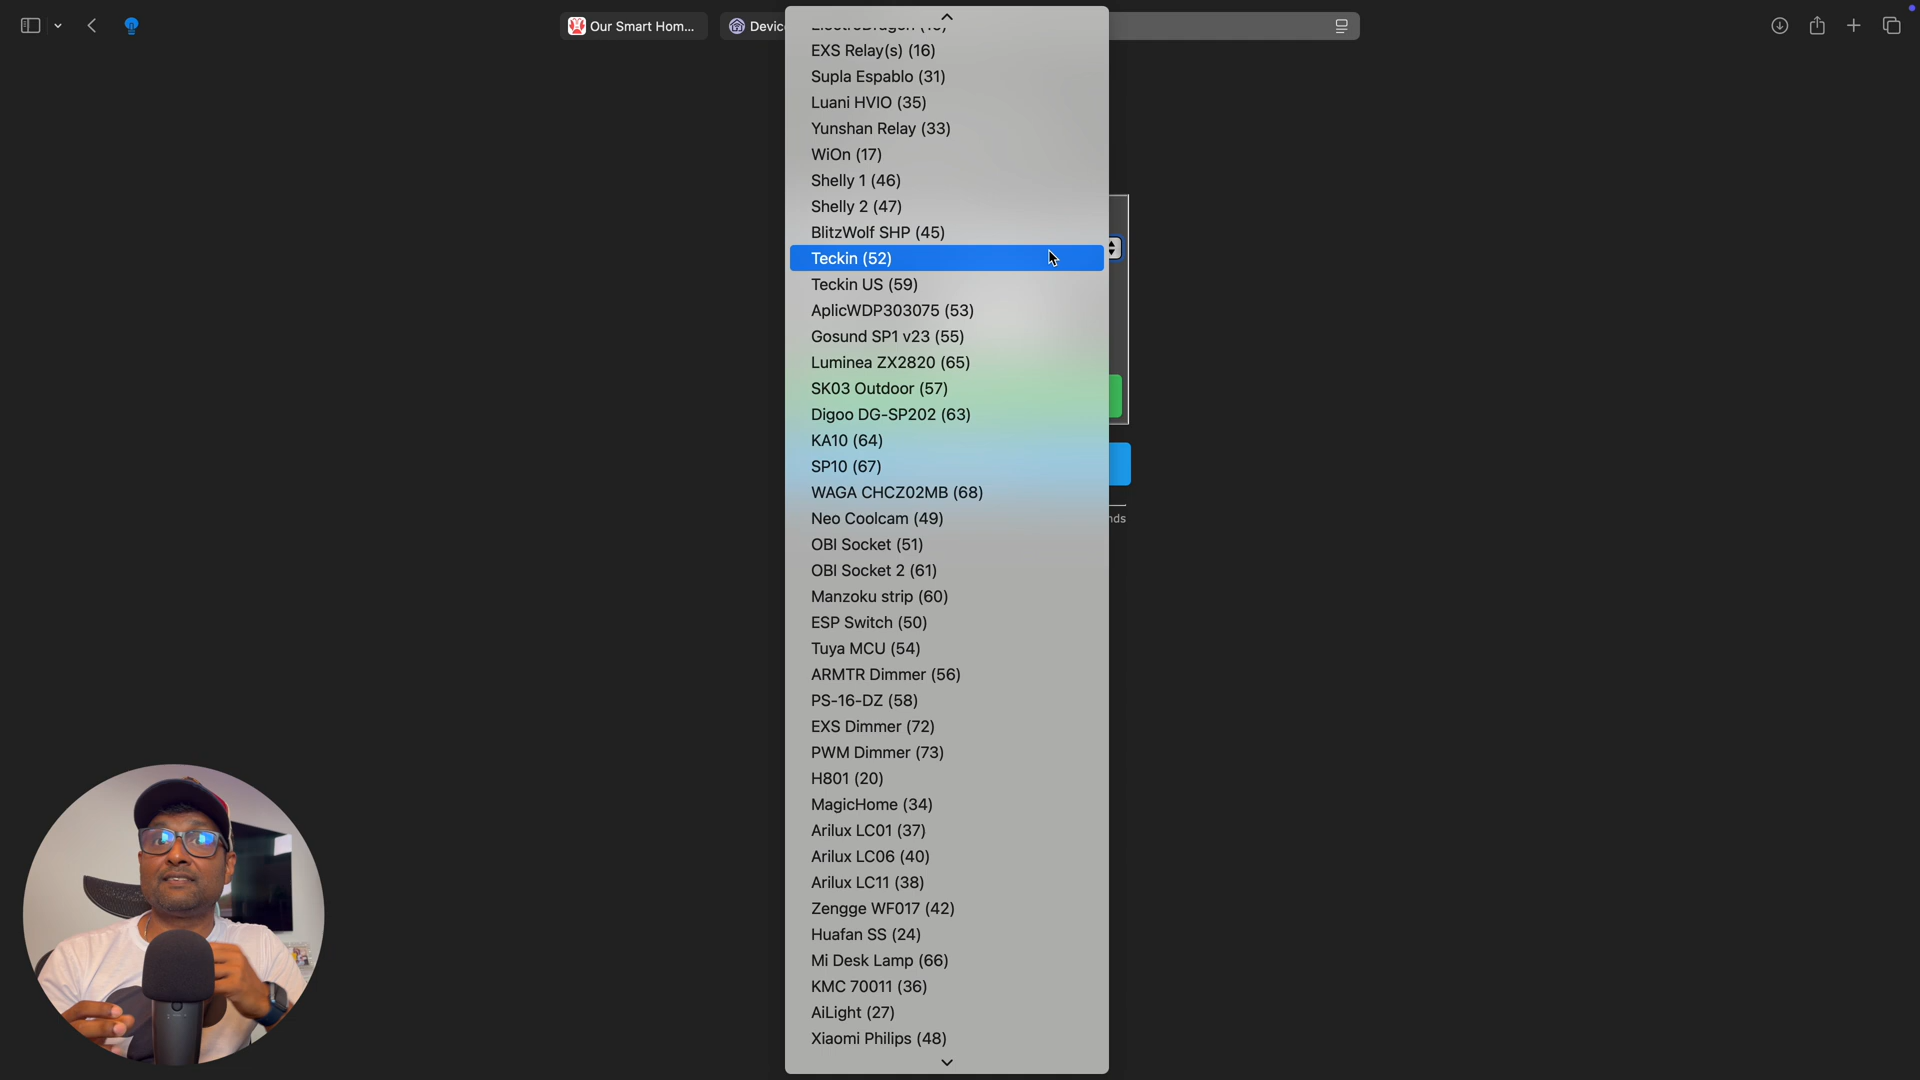 Our Smart Hom...
Devic
EXS Relay(s) (16)
Supla Espablo (31)
Luani HVIO (35)
Yunshan Relay (33)
WiOn (17)
Shelly 1 (46)
Shelly 2 (47)
BlitzWolf SHP (45)
Teckin (52)
Teckin US (59)
AplicWDP303075 (53)
Gosund SP1 v23 (55)
Luminea ZX2820 (65)
SK03 Outdoor (57)
Digoo DG-SP202 (63)
KA10 (64)
SP10 (67)
WAGA CHCZ02MB (68)
Neo Coolcam (49)
nds
OBI Socket (51)
OBI Socket 2 (61)
Manzoku strip (60)
ESP Switch (50)
Tuya MCU (54)
ARMTR Dimmer (56)
PS-16-DZ (58)
EXS Dimmer (72)
PWM Dimmer (73)
H801 (20)
MagicHome (34)
Arilux LC01 (37)
Arilux LC06 (40)
Arilux LC11 (38)
Zengge WF017 (42)
Huafan SS (24)
Mi Desk Lamp (66)
KMC 70011 (36)
AiLight (27)
Xiaomi Philips (48)